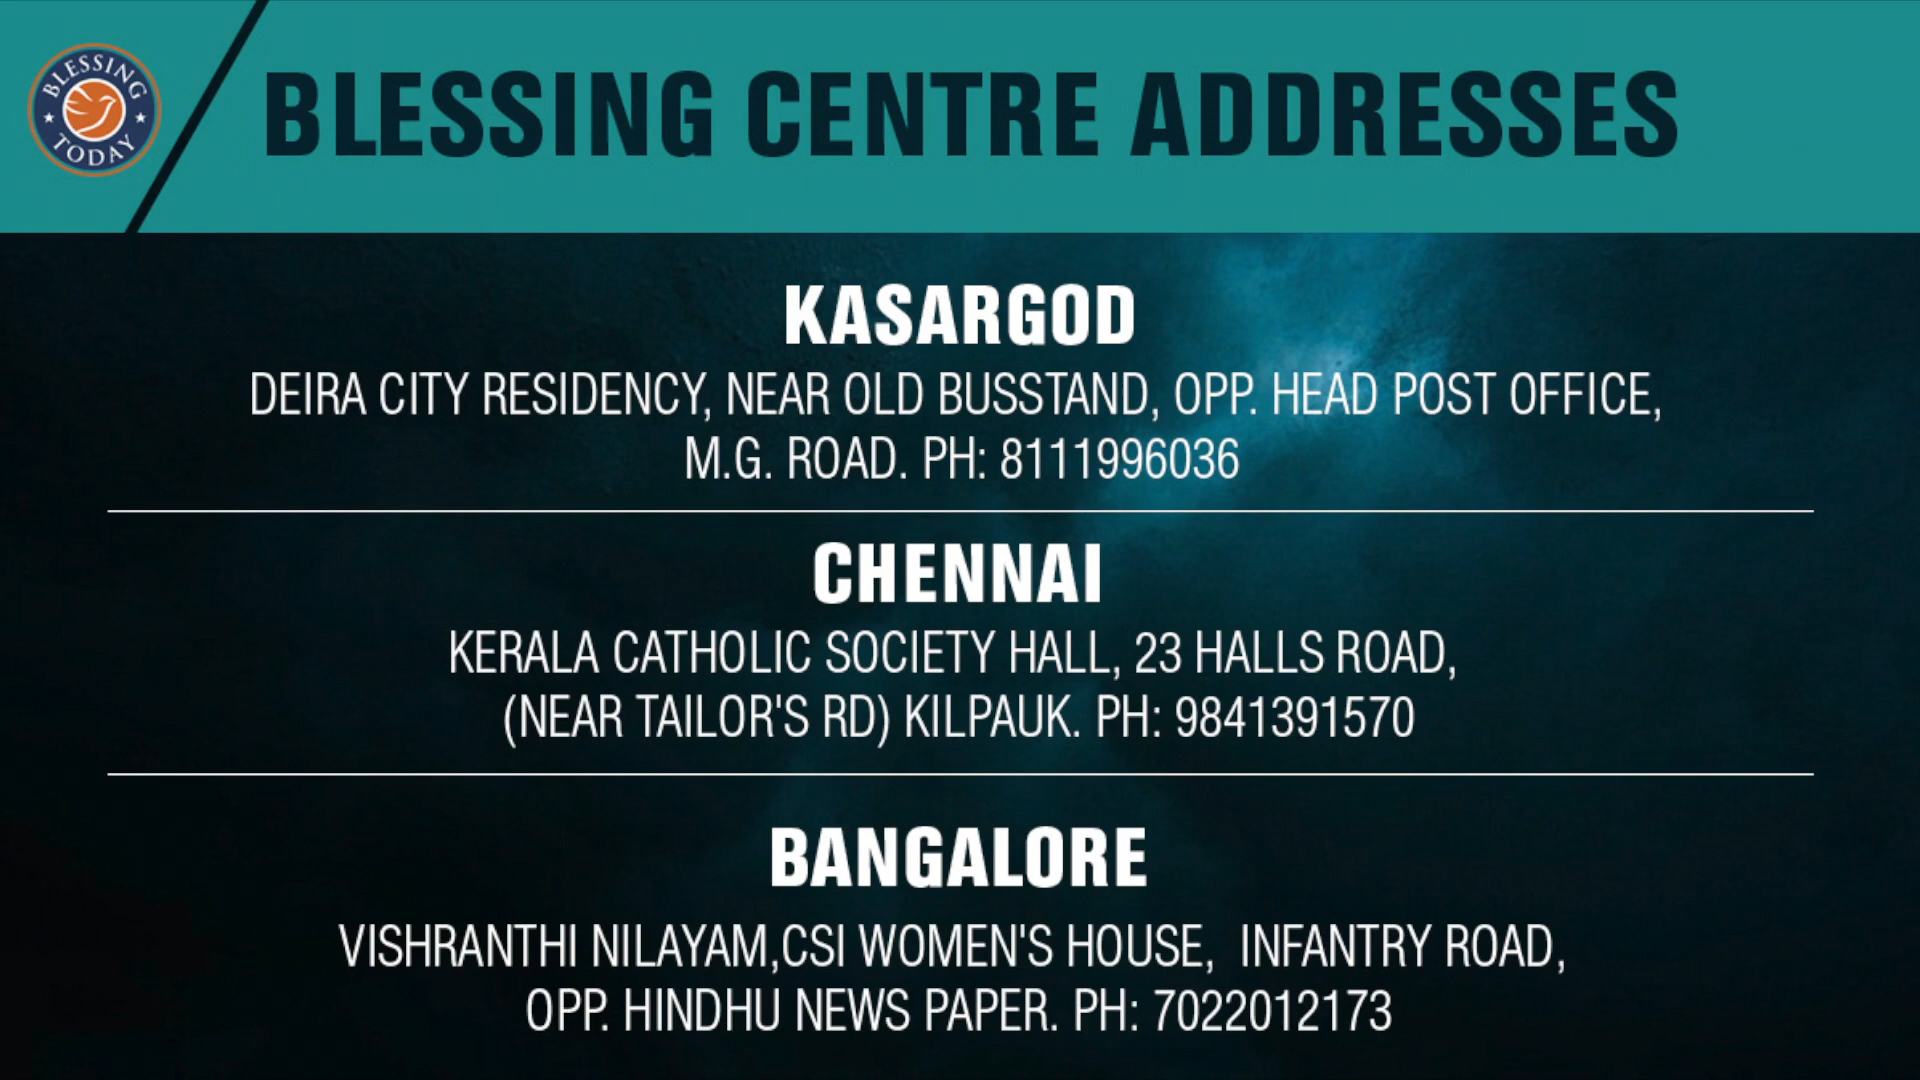 BLESSING TODAY
BLESSING CENTRE ADDRESSES
KASARGOD
DEIRA CITY RESIDENCY, NEAR OLD BUSSTAND, OPP. HEAD POST OFFICE,
M.G. ROAD. PH: 8111996036
CHENNAI
KERALA CATHOLIC SOCIETY HALL, 23 HALLS ROAD,
(NEAR TAILOR'S RD) KILPAUK. PH: 9841391570
BANGALORE
VISHRANTHI NILAYAM,CSI WOMEN'S HOUSE,  INFANTRY ROAD,
OPP. HINDHU NEWS PAPER. PH: 7022012173